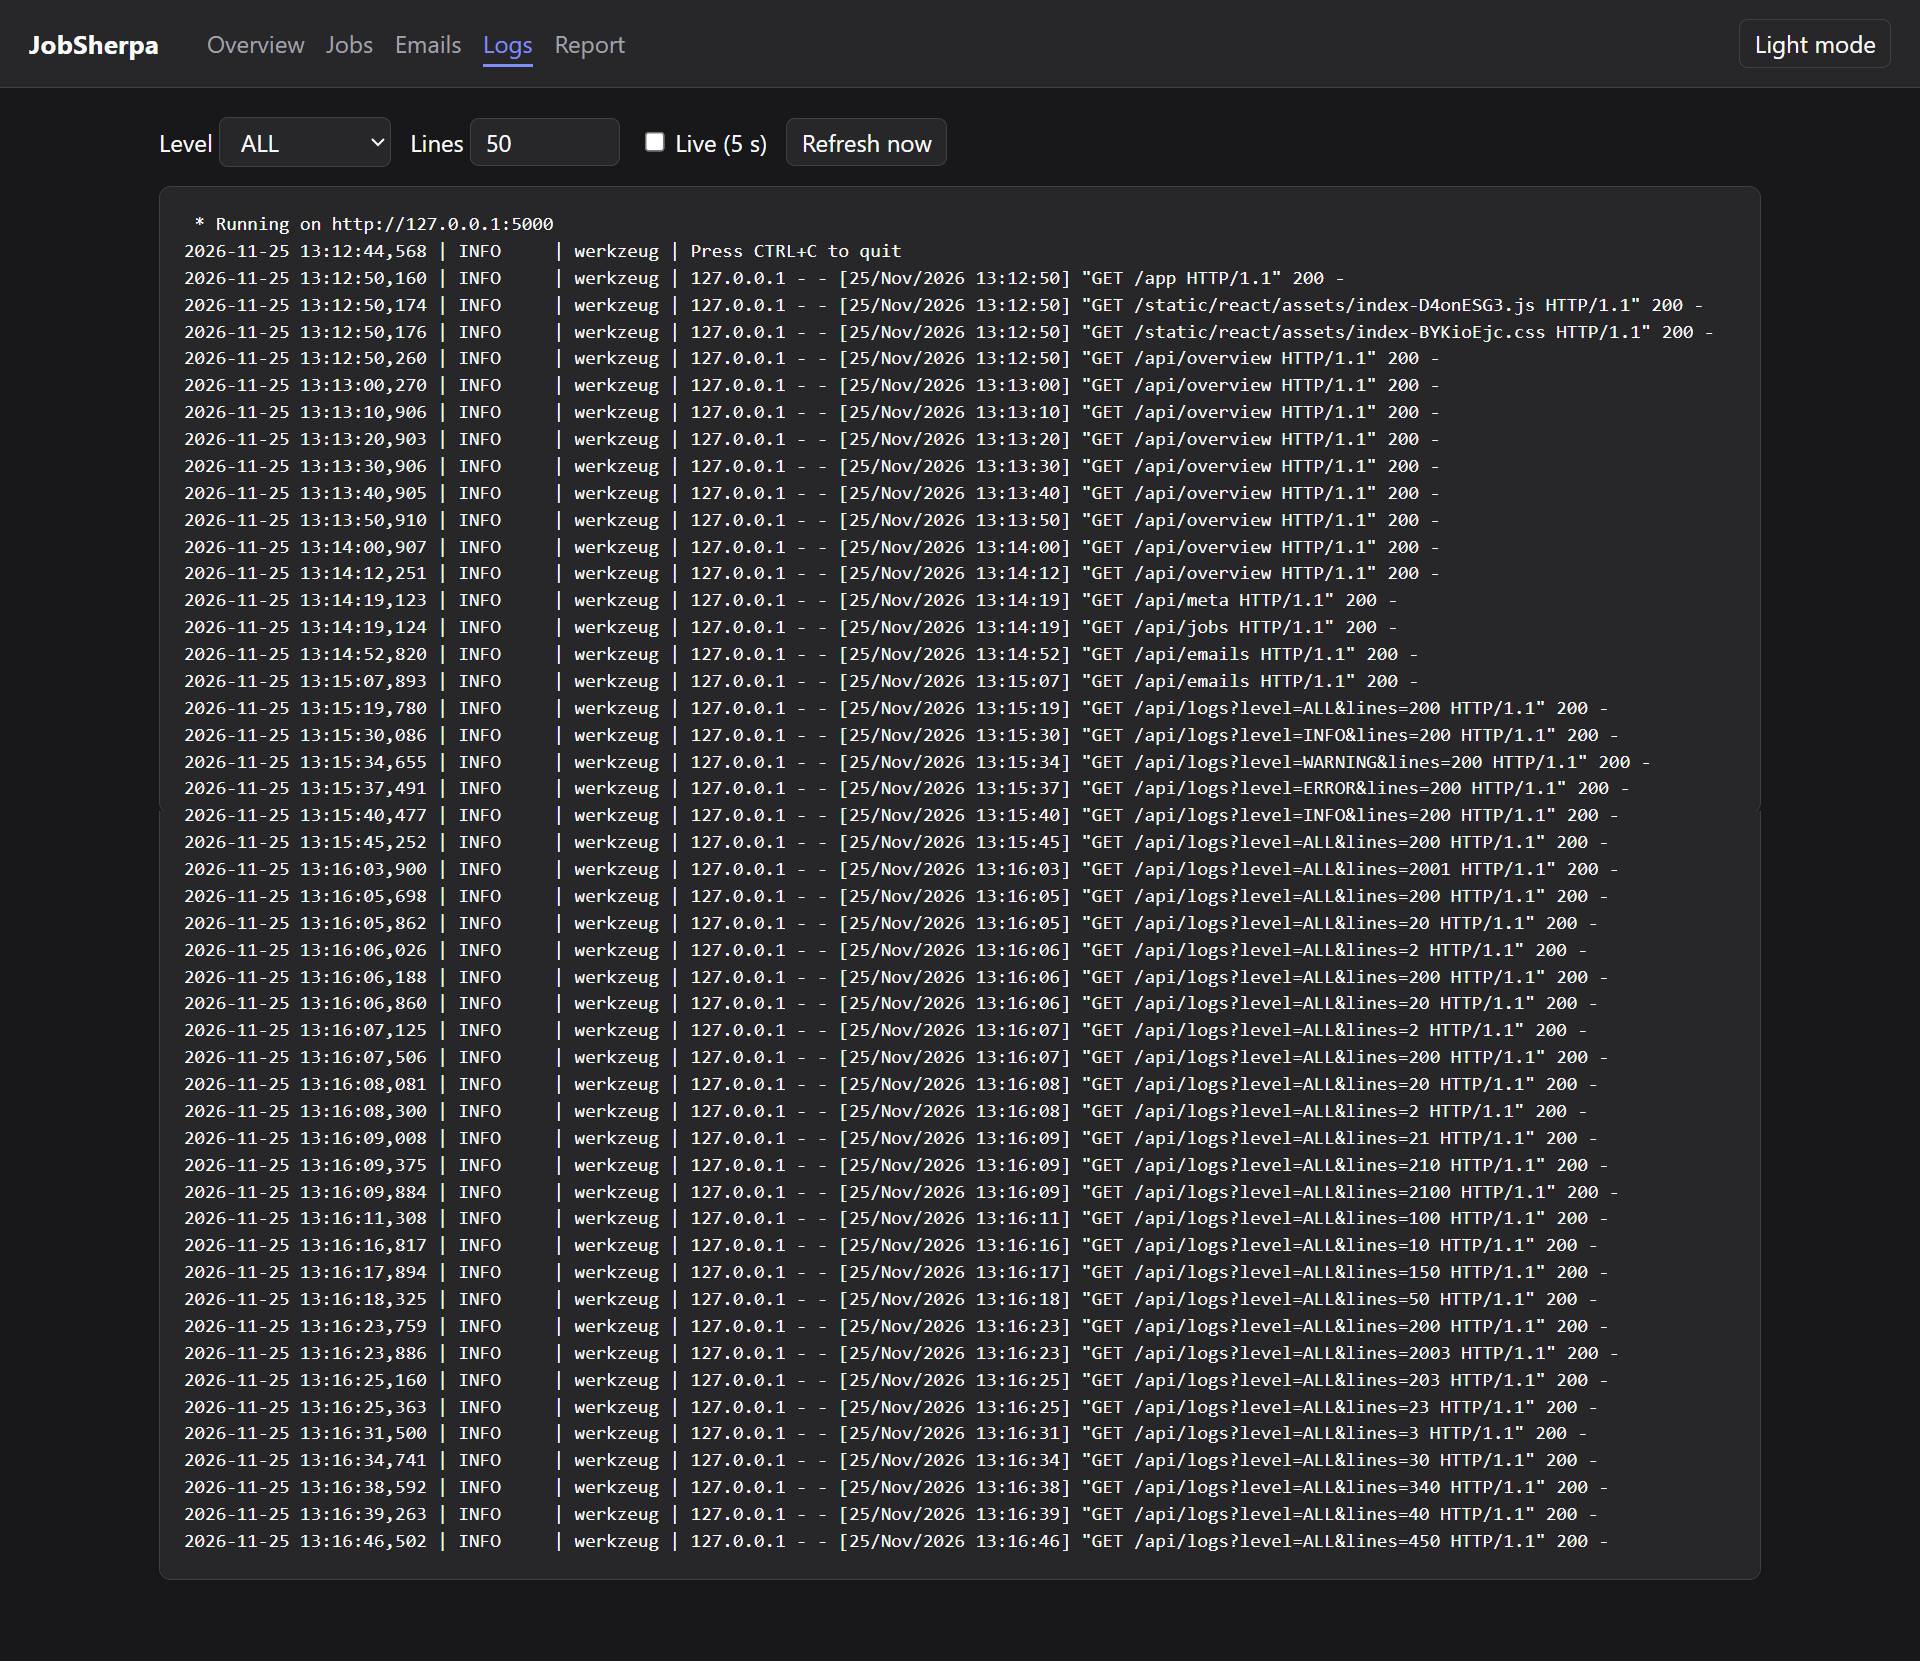 JobSherpa Overview Jobs Emails Logs Report Light mode
Level ALL Lines 50 Live (5 s) Refresh now
* Running on http://127.0.0.1:5000
2026-11-25 13:12:44,568 | INFO     | werkzeug | Press CTRL+C to quit
2026-11-25 13:12:50,160 | INFO     | werkzeug | 127.0.0.1 - - [25/Nov/2026 13:12:50] "GET /app HTTP/1.1" 200 -
2026-11-25 13:12:50,174 | INFO     | werkzeug | 127.0.0.1 - - [25/Nov/2026 13:12:50] "GET /static/react/assets/index-D4onESG3.js HTTP/1.1" 200 -
2026-11-25 13:12:50,176 | INFO     | werkzeug | 127.0.0.1 - - [25/Nov/2026 13:12:50] "GET /static/react/assets/index-BYKioEjc.css HTTP/1.1" 200 -
2026-11-25 13:12:50,260 | INFO     | werkzeug | 127.0.0.1 - - [25/Nov/2026 13:12:50] "GET /api/overview HTTP/1.1" 200 -
2026-11-25 13:13:00,270 | INFO     | werkzeug | 127.0.0.1 - - [25/Nov/2026 13:13:00] "GET /api/overview HTTP/1.1" 200 -
2026-11-25 13:13:10,906 | INFO     | werkzeug | 127.0.0.1 - - [25/Nov/2026 13:13:10] "GET /api/overview HTTP/1.1" 200 -
2026-11-25 13:13:20,903 | INFO     | werkzeug | 127.0.0.1 - - [25/Nov/2026 13:13:20] "GET /api/overview HTTP/1.1" 200 -
2026-11-25 13:13:30,906 | INFO     | werkzeug | 127.0.0.1 - - [25/Nov/2026 13:13:30] "GET /api/overview HTTP/1.1" 200 -
2026-11-25 13:13:40,905 | INFO     | werkzeug | 127.0.0.1 - - [25/Nov/2026 13:13:40] "GET /api/overview HTTP/1.1" 200 -
2026-11-25 13:13:50,910 | INFO     | werkzeug | 127.0.0.1 - - [25/Nov/2026 13:13:50] "GET /api/overview HTTP/1.1" 200 -
2026-11-25 13:14:00,907 | INFO     | werkzeug | 127.0.0.1 - - [25/Nov/2026 13:14:00] "GET /api/overview HTTP/1.1" 200 -
2026-11-25 13:14:12,251 | INFO     | werkzeug | 127.0.0.1 - - [25/Nov/2026 13:14:12] "GET /api/overview HTTP/1.1" 200 -
2026-11-25 13:14:19,123 | INFO     | werkzeug | 127.0.0.1 - - [25/Nov/2026 13:14:19] "GET /api/meta HTTP/1.1" 200 -
2026-11-25 13:14:19,124 | INFO     | werkzeug | 127.0.0.1 - - [25/Nov/2026 13:14:19] "GET /api/jobs HTTP/1.1" 200 -
2026-11-25 13:14:52,820 | INFO     | werkzeug | 127.0.0.1 - - [25/Nov/2026 13:14:52] "GET /api/emails HTTP/1.1" 200 -
2026-11-25 13:15:07,893 | INFO     | werkzeug | 127.0.0.1 - - [25/Nov/2026 13:15:07] "GET /api/emails HTTP/1.1" 200 -
2026-11-25 13:15:19,780 | INFO     | werkzeug | 127.0.0.1 - - [25/Nov/2026 13:15:19] "GET /api/logs?level=ALL&lines=200 HTTP/1.1" 200 -
2026-11-25 13:15:30,086 | INFO     | werkzeug | 127.0.0.1 - - [25/Nov/2026 13:15:30] "GET /api/logs?level=INFO&lines=200 HTTP/1.1" 200 -
2026-11-25 13:15:34,655 | INFO     | werkzeug | 127.0.0.1 - - [25/Nov/2026 13:15:34] "GET /api/logs?level=WARNING&lines=200 HTTP/1.1" 200 -
2026-11-25 13:15:37,491 | INFO     | werkzeug | 127.0.0.1 - - [25/Nov/2026 13:15:37] "GET /api/logs?level=ERROR&lines=200 HTTP/1.1" 200 -
2026-11-25 13:15:40,477 | INFO     | werkzeug | 127.0.0.1 - - [25/Nov/2026 13:15:40] "GET /api/logs?level=INFO&lines=200 HTTP/1.1" 200 -
2026-11-25 13:15:45,252 | INFO     | werkzeug | 127.0.0.1 - - [25/Nov/2026 13:15:45] "GET /api/logs?level=ALL&lines=200 HTTP/1.1" 200 -
2026-11-25 13:16:03,900 | INFO     | werkzeug | 127.0.0.1 - - [25/Nov/2026 13:16:03] "GET /api/logs?level=ALL&lines=2001 HTTP/1.1" 200 -
2026-11-25 13:16:05,698 | INFO     | werkzeug | 127.0.0.1 - - [25/Nov/2026 13:16:05] "GET /api/logs?level=ALL&lines=200 HTTP/1.1" 200 -
2026-11-25 13:16:05,862 | INFO     | werkzeug | 127.0.0.1 - - [25/Nov/2026 13:16:05] "GET /api/logs?level=ALL&lines=20 HTTP/1.1" 200 -
2026-11-25 13:16:06,026 | INFO     | werkzeug | 127.0.0.1 - - [25/Nov/2026 13:16:06] "GET /api/logs?level=ALL&lines=2 HTTP/1.1" 200 -
2026-11-25 13:16:06,188 | INFO     | werkzeug | 127.0.0.1 - - [25/Nov/2026 13:16:06] "GET /api/logs?level=ALL&lines=200 HTTP/1.1" 200 -
2026-11-25 13:16:06,860 | INFO     | werkzeug | 127.0.0.1 - - [25/Nov/2026 13:16:06] "GET /api/logs?level=ALL&lines=20 HTTP/1.1" 200 -
2026-11-25 13:16:07,125 | INFO     | werkzeug | 127.0.0.1 - - [25/Nov/2026 13:16:07] "GET /api/logs?level=ALL&lines=2 HTTP/1.1" 200 -
2026-11-25 13:16:07,506 | INFO     | werkzeug | 127.0.0.1 - - [25/Nov/2026 13:16:07] "GET /api/logs?level=ALL&lines=200 HTTP/1.1" 200 -
2026-11-25 13:16:08,081 | INFO     | werkzeug | 127.0.0.1 - - [25/Nov/2026 13:16:08] "GET /api/logs?level=ALL&lines=20 HTTP/1.1" 200 -
2026-11-25 13:16:08,300 | INFO     | werkzeug | 127.0.0.1 - - [25/Nov/2026 13:16:08] "GET /api/logs?level=ALL&lines=2 HTTP/1.1" 200 -
2026-11-25 13:16:09,008 | INFO     | werkzeug | 127.0.0.1 - - [25/Nov/2026 13:16:09] "GET /api/logs?level=ALL&lines=21 HTTP/1.1" 200 -
2026-11-25 13:16:09,375 | INFO     | werkzeug | 127.0.0.1 - - [25/Nov/2026 13:16:09] "GET /api/logs?level=ALL&lines=210 HTTP/1.1" 200 -
2026-11-25 13:16:09,884 | INFO     | werkzeug | 127.0.0.1 - - [25/Nov/2026 13:16:09] "GET /api/logs?level=ALL&lines=2100 HTTP/1.1" 200 -
2026-11-25 13:16:11,308 | INFO     | werkzeug | 127.0.0.1 - - [25/Nov/2026 13:16:11] "GET /api/logs?level=ALL&lines=100 HTTP/1.1" 200 -
2026-11-25 13:16:16,817 | INFO     | werkzeug | 127.0.0.1 - - [25/Nov/2026 13:16:16] "GET /api/logs?level=ALL&lines=10 HTTP/1.1" 200 -
2026-11-25 13:16:17,894 | INFO     | werkzeug | 127.0.0.1 - - [25/Nov/2026 13:16:17] "GET /api/logs?level=ALL&lines=150 HTTP/1.1" 200 -
2026-11-25 13:16:18,325 | INFO     | werkzeug | 127.0.0.1 - - [25/Nov/2026 13:16:18] "GET /api/logs?level=ALL&lines=50 HTTP/1.1" 200 -
2026-11-25 13:16:23,759 | INFO     | werkzeug | 127.0.0.1 - - [25/Nov/2026 13:16:23] "GET /api/logs?level=ALL&lines=200 HTTP/1.1" 200 -
2026-11-25 13:16:23,886 | INFO     | werkzeug | 127.0.0.1 - - [25/Nov/2026 13:16:23] "GET /api/logs?level=ALL&lines=2003 HTTP/1.1" 200 -
2026-11-25 13:16:25,160 | INFO     | werkzeug | 127.0.0.1 - - [25/Nov/2026 13:16:25] "GET /api/logs?level=ALL&lines=203 HTTP/1.1" 200 -
2026-11-25 13:16:25,363 | INFO     | werkzeug | 127.0.0.1 - - [25/Nov/2026 13:16:25] "GET /api/logs?level=ALL&lines=23 HTTP/1.1" 200 -
2026-11-25 13:16:31,500 | INFO     | werkzeug | 127.0.0.1 - - [25/Nov/2026 13:16:31] "GET /api/logs?level=ALL&lines=3 HTTP/1.1" 200 -
2026-11-25 13:16:34,741 | INFO     | werkzeug | 127.0.0.1 - - [25/Nov/2026 13:16:34] "GET /api/logs?level=ALL&lines=30 HTTP/1.1" 200 -
2026-11-25 13:16:38,592 | INFO     | werkzeug | 127.0.0.1 - - [25/Nov/2026 13:16:38] "GET /api/logs?level=ALL&lines=340 HTTP/1.1" 200 -
2026-11-25 13:16:39,263 | INFO     | werkzeug | 127.0.0.1 - - [25/Nov/2026 13:16:39] "GET /api/logs?level=ALL&lines=40 HTTP/1.1" 200 -
2026-11-25 13:16:46,502 | INFO     | werkzeug | 127.0.0.1 - - [25/Nov/2026 13:16:46] "GET /api/logs?level=ALL&lines=450 HTTP/1.1" 200 -